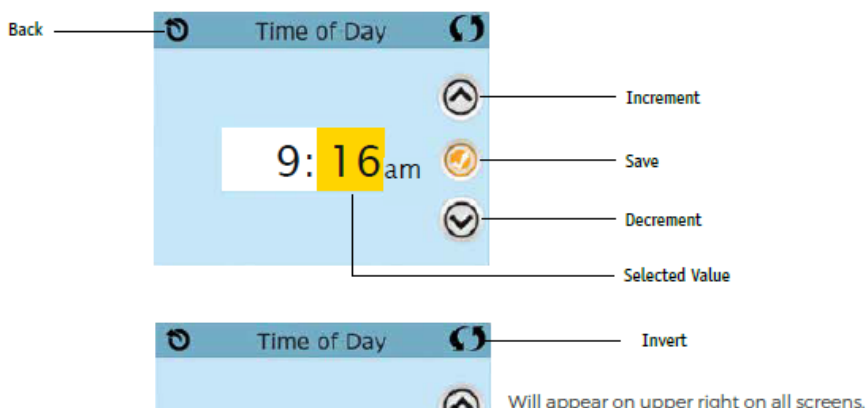 Back
Time of Day
Increment
9:16am
Save
Decrement
Selected Value
Time of Day
Invert
Will appear on upper right on all screens.